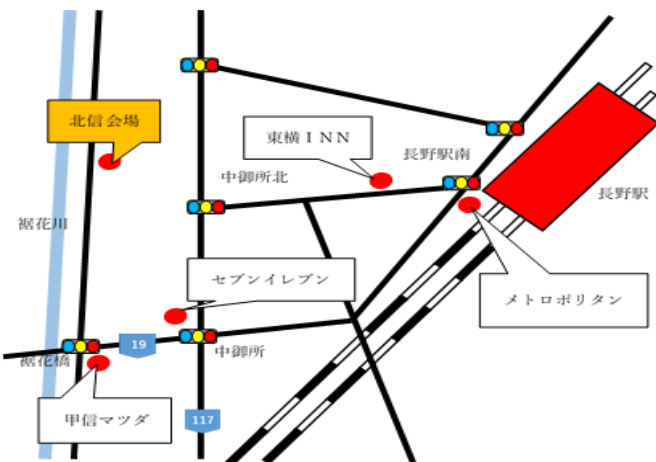 北信会場
東横ＩＮＮ
長野駅南
中御所北
長野駅
裾花川
セブンイレブン
メトロポリタン
19
中御所
裾花橋
甲信マツダ
117